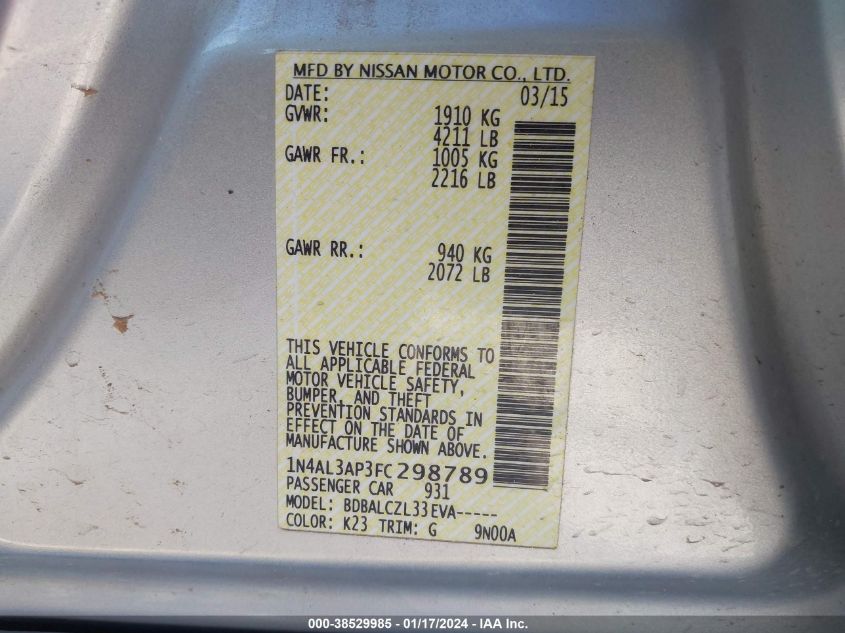 MFD BY NISSAN MOTOR CO., LTD.
DATE: 03/15
GVWR: 1910 KG
4211 LB
GAWR FR.: 1005 KG
2216 LB
GAWR RR.: 940 KG
2072 LB
THIS VEHICLE CONFORMS TO
ALL APPLICABLE FEDERAL
MOTOR VEHICLE SAFETY,
BUMPER, AND THEFT
PREVENTION STANDARDS IN
EFFECT ON THE DATE OF
MANUFACTURE SHOWN ABOVE.
1N4AL3AP3FC298789
PASSENGER CAR 931
MODEL: BDBALCZL33EVA-----
COLOR: K23 TRIM: G 9N00A
000-38529985 - 01/17/2024 - IAA Inc.